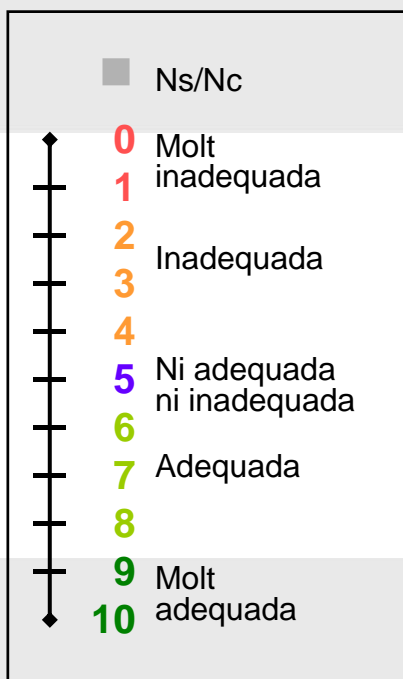 Ns/Nc
0 Molt
inadequada
1
2
Inadequada
3
4
5 Ni adequada
ni inadequada
6
7 Adequada
8
9 Molt
adequada
10